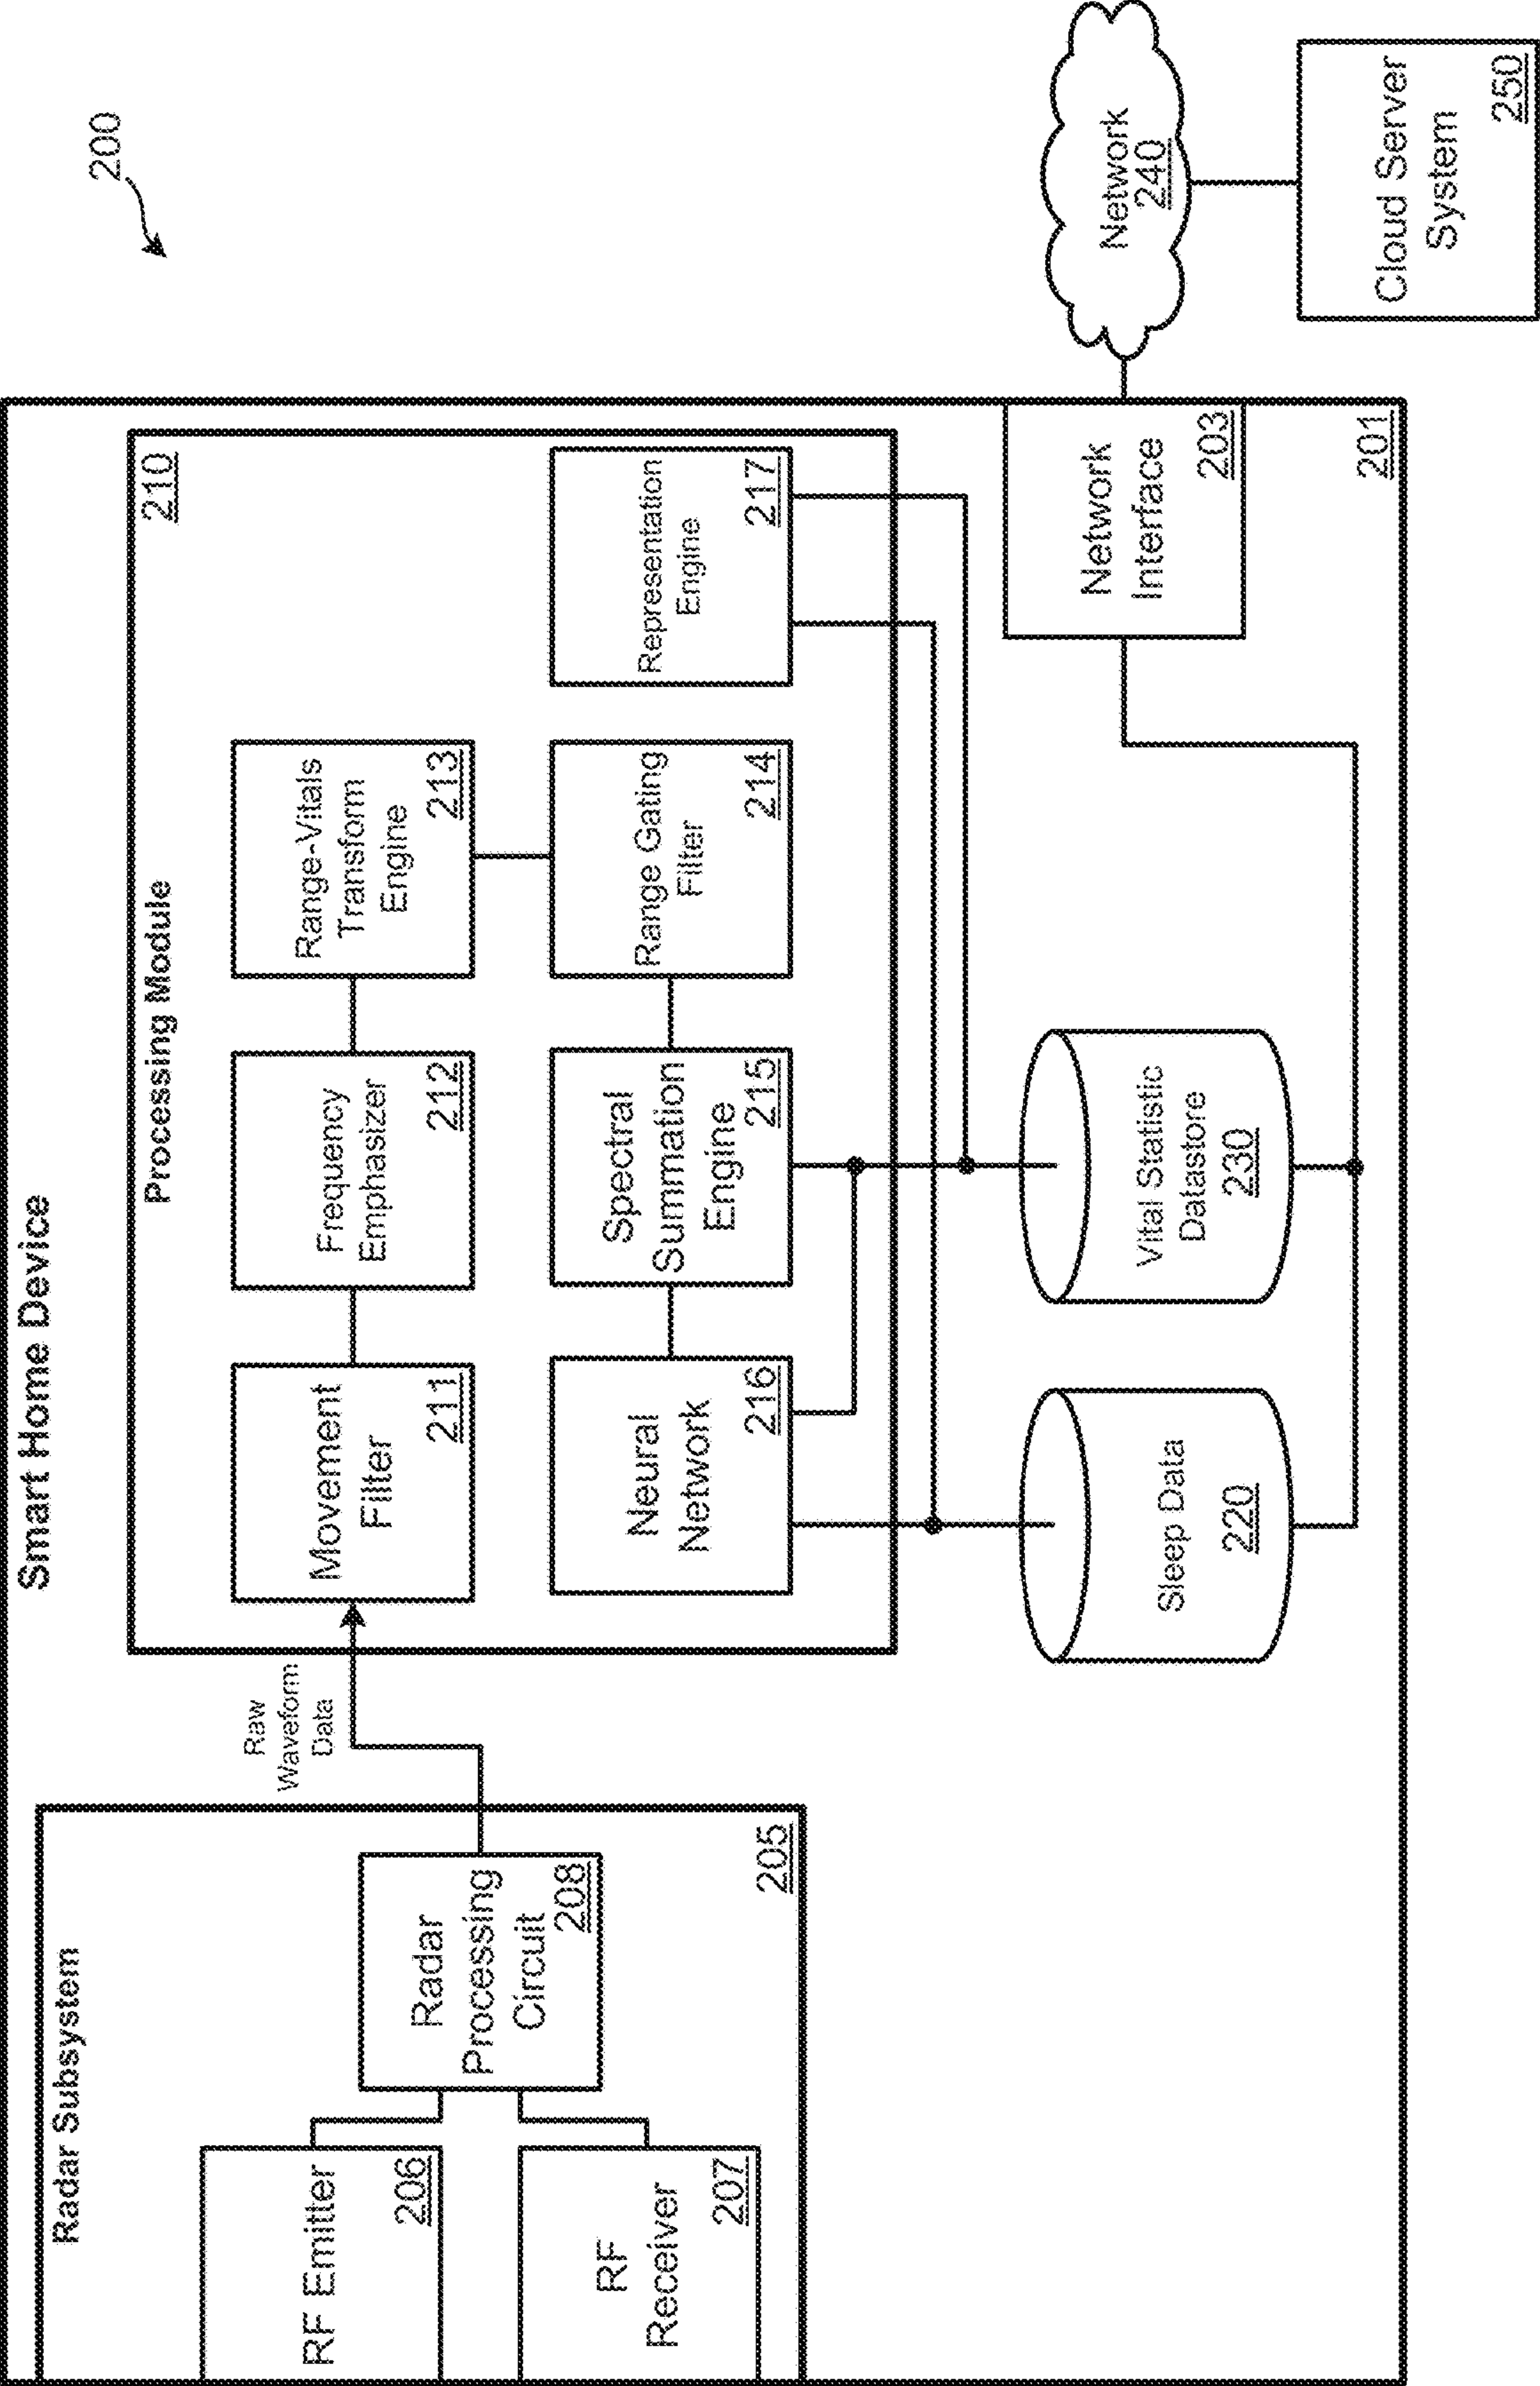 200
Smart Home Device
Radar Subsystem
RF Emitter
206
RF
Receiver
207
Radar
Processing
Circuit
208
205
Raw
Waveform
Data
Processing Module
210
Movement
Filter
211
Frequency
Emphasizer
212
Range-Vitals
Transform
Engine
213
Neural
Network
216
Spectral
Summation
Engine
215
Range Gating
Filter
214
Representation
Engine
217
Sleep Data
220
Vital Statistic
Datastore
230
Network
Interface
203
201
Network
240
Cloud Server
System
250